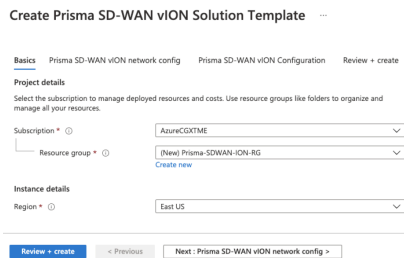 Create Prisma SD-WAN vION Solution Template ...
Basics Prisma SD-WAN vION network config Prisma SD-WAN vION Configuration Review + create
Project details
Select the subscription to manage deployed resources and costs. Use resource groups like folders to organize and
manage all your resources.
Subscription * AzureCGXTME
Resource group * (New) Prisma-SDWAN-ION-RG
Create new
Instance details
Region * East US
Review + create < Previous Next : Prisma SD-WAN vION network config >